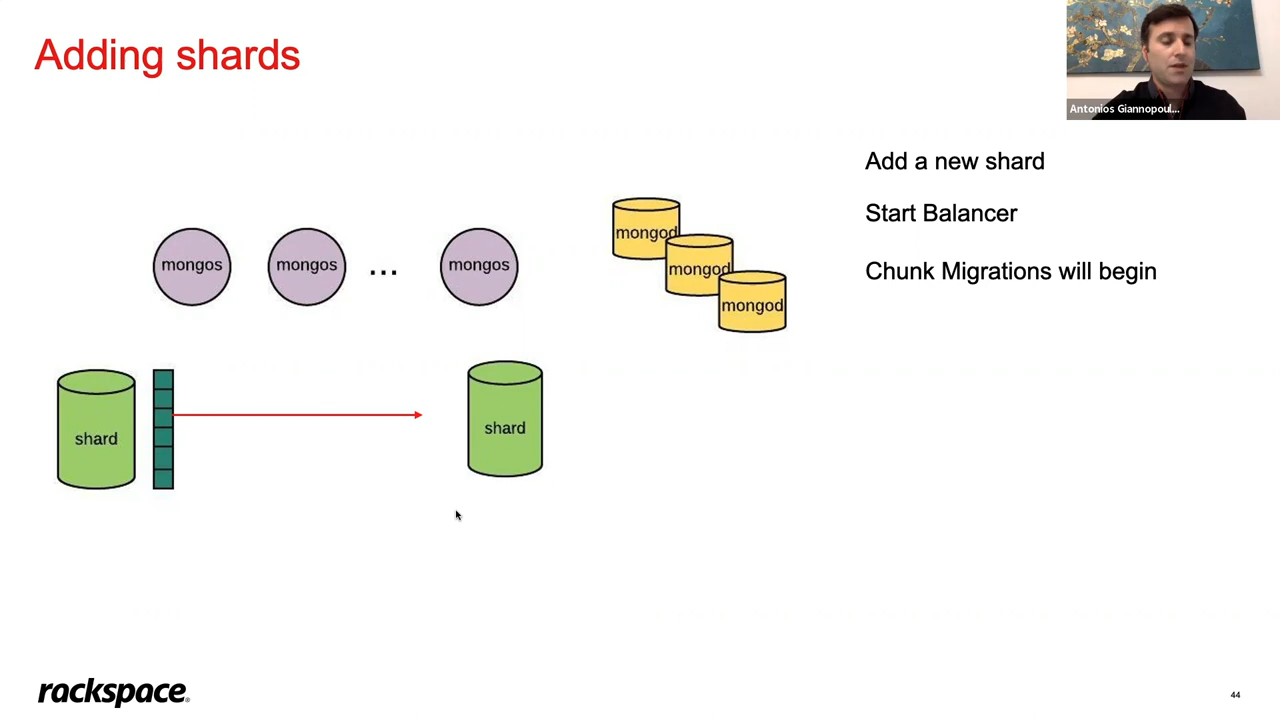 Adding shards
Antonios Giannopoul...
Add a new shard
Start Balancer
Chunk Migrations will begin
mongos
mongos
...
mongos
mongod
mongod
mongod
shard
shard
rackspace
44